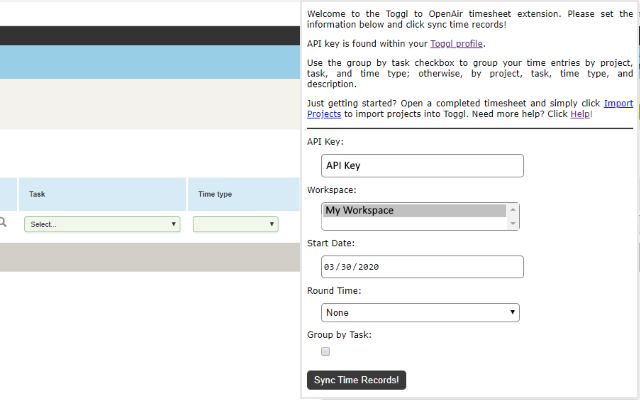 Welcome to the Toggl to OpenAir timesheet extension. Please set the
information below and click sync time records!
API key is found within your Toggl profile.
Use the group by task checkbox to group your time entries by project,
task, and time type; otherwise, by project, task, time type, and
description.
Just getting started? Open a completed timesheet and simply click Import
Projects to import projects into Toggl. Need more help? Click Help!
API Key:
API Key
Workspace:
My Workspace
Start Date:
03/30/2020
Round Time:
None
Group by Task:
Sync Time Records!
Task
Time type
Select...